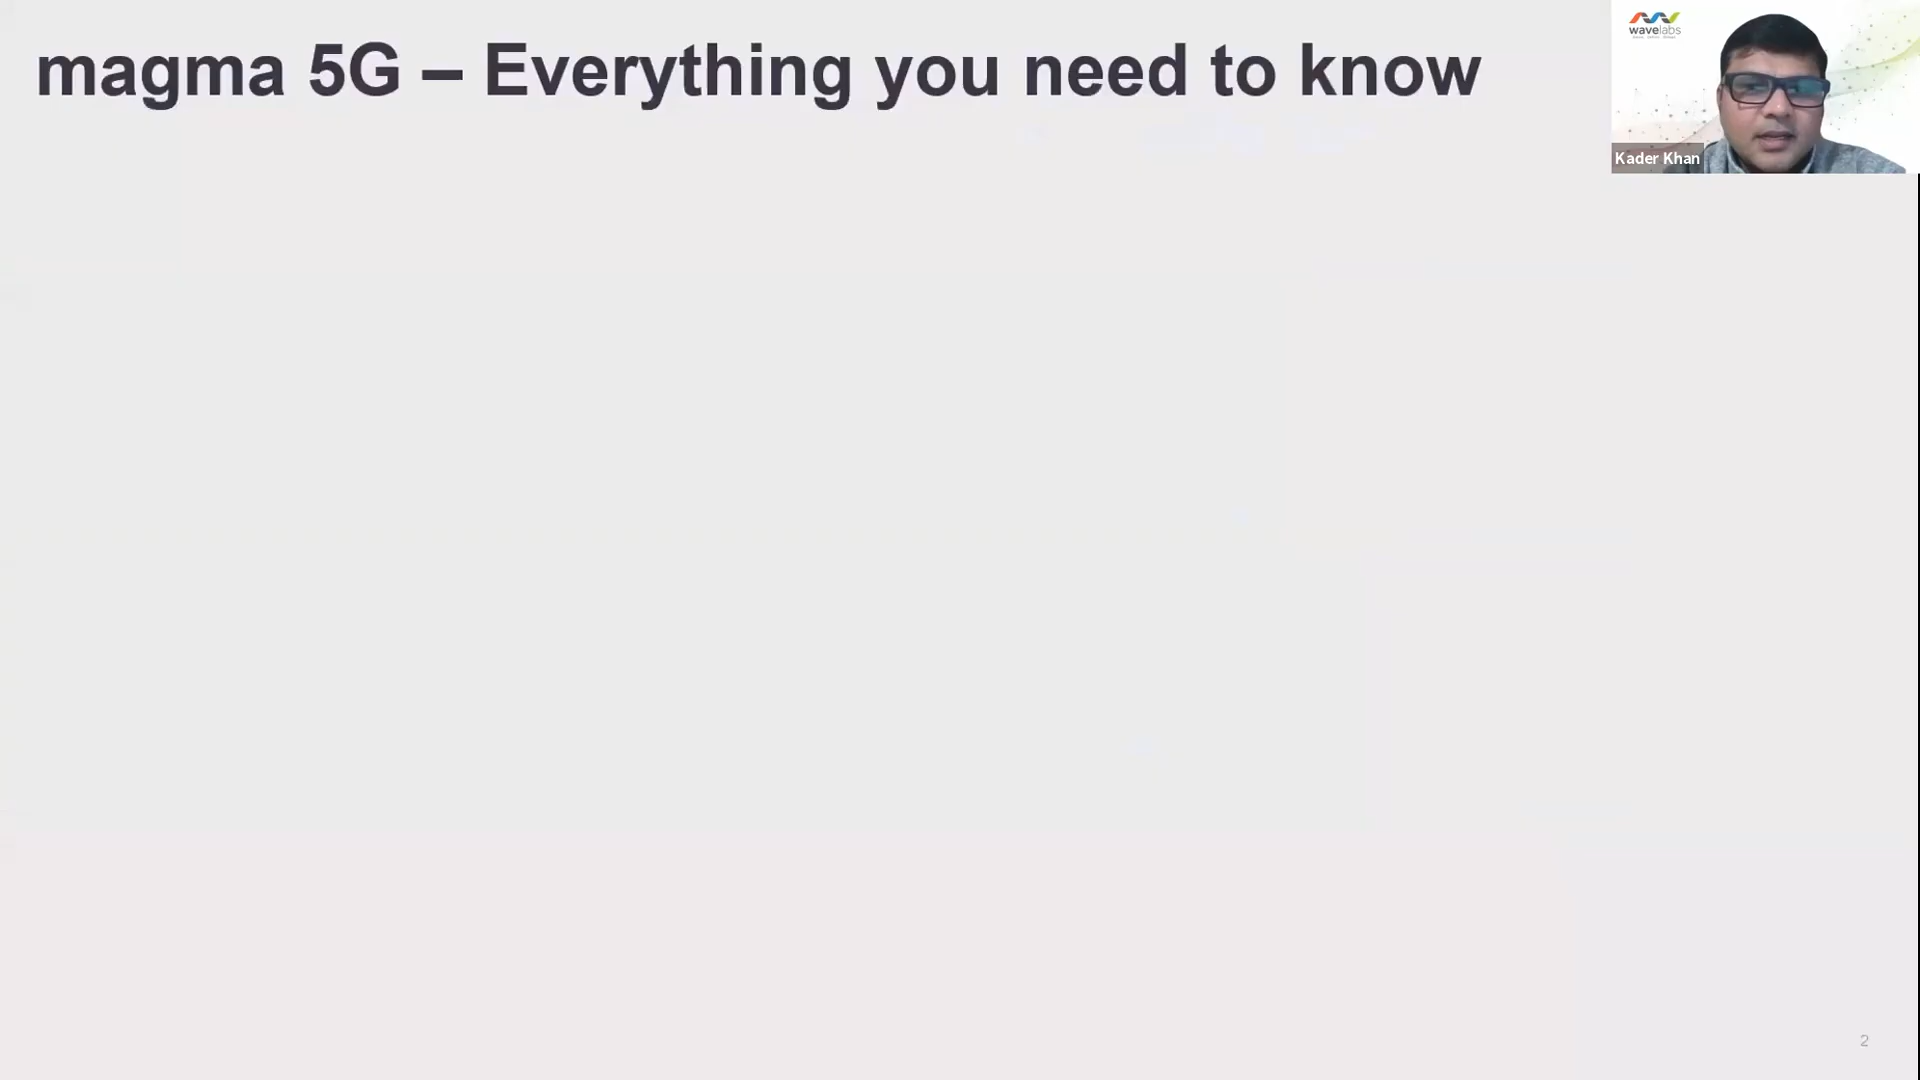 magma 5G – Everything you need to know
wavelabs
Kader Khan
2